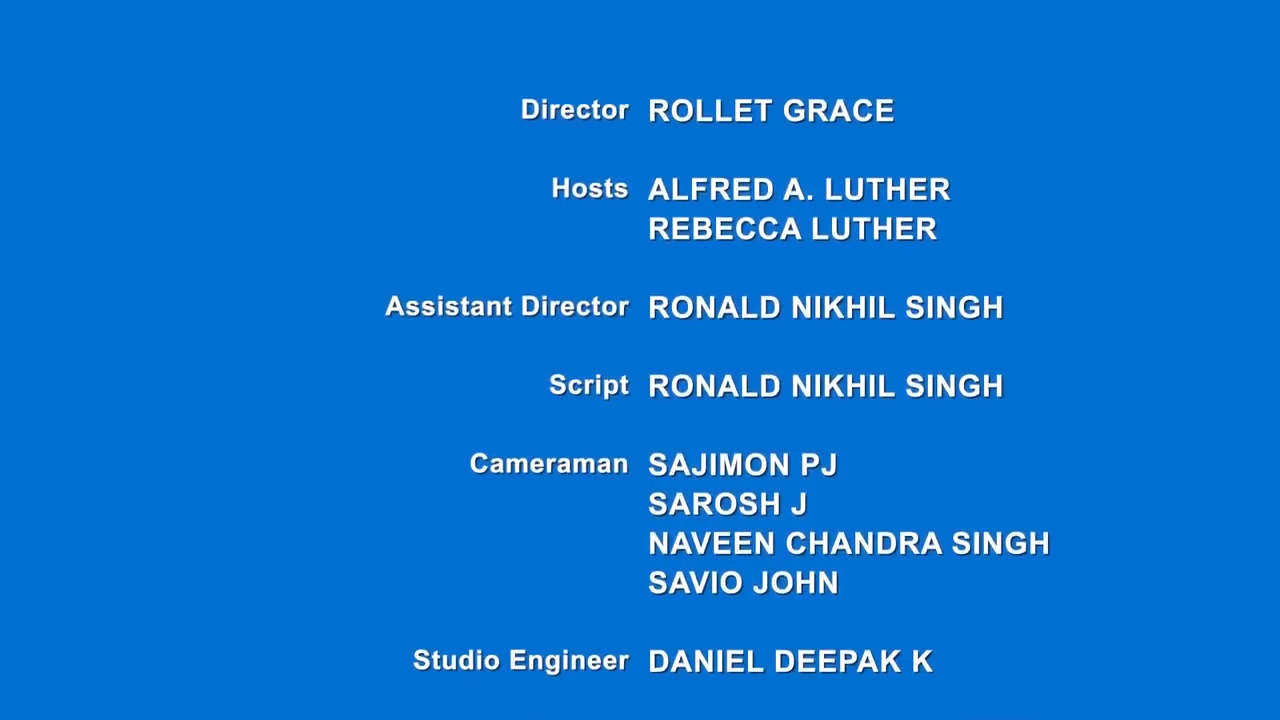 Director ROLLET GRACE
Hosts ALFRED A. LUTHER
REBECCA LUTHER
Assistant Director RONALD NIKHIL SINGH
Script RONALD NIKHIL SINGH
Cameraman SAJIMON PJ
SAROSH J
NAVEEN CHANDRA SINGH
SAVIO JOHN
Studio Engineer DANIEL DEEPAK K